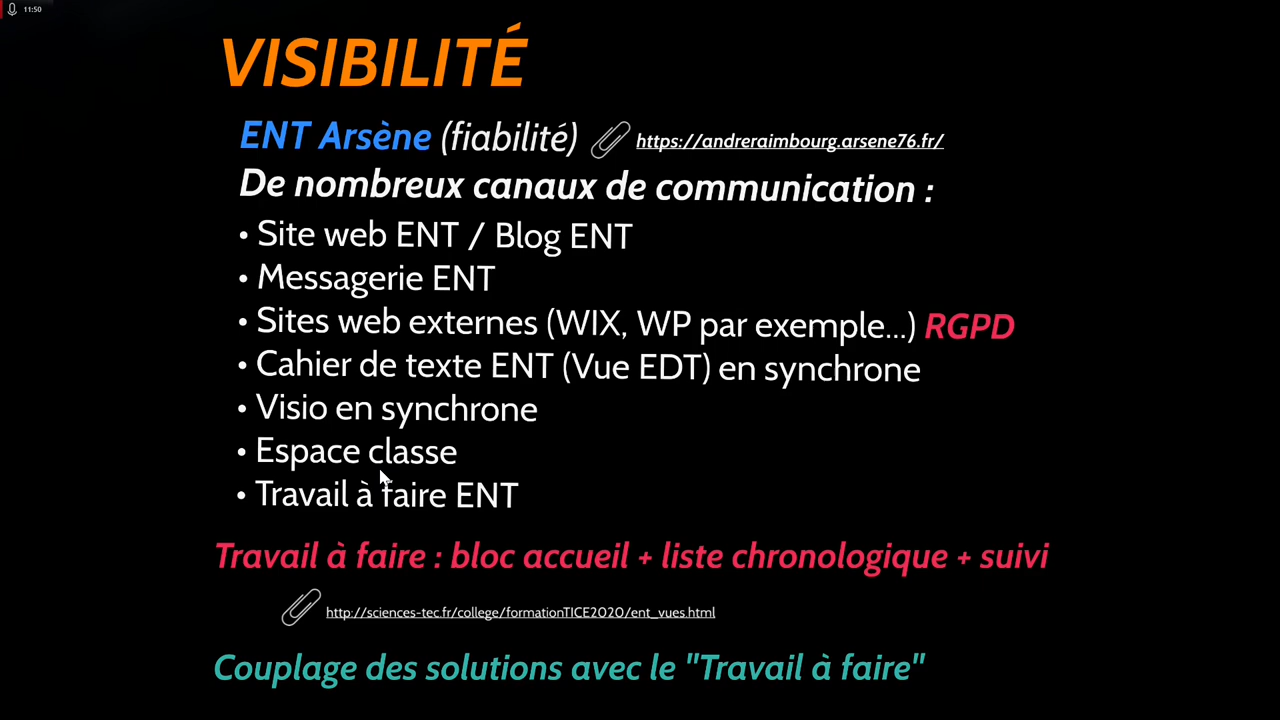 11:50
VISIBILITÉ
ENT Arsène (fiabilité) https://andreraimbourg.arsene76.fr/
De nombreux canaux de communication :
• Site web ENT / Blog ENT
• Messagerie ENT
• Sites web externes (WIX, WP par exemple...) RGPD
• Cahier de texte ENT (Vue EDT) en synchrone
• Visio en synchrone
• Espace classe
• Travail à faire ENT
Travail à faire : bloc accueil + liste chronologique + suivi
http://sciences-tec.fr/college/formationTICE2020/ent_vues.html
Couplage des solutions avec le "Travail à faire"